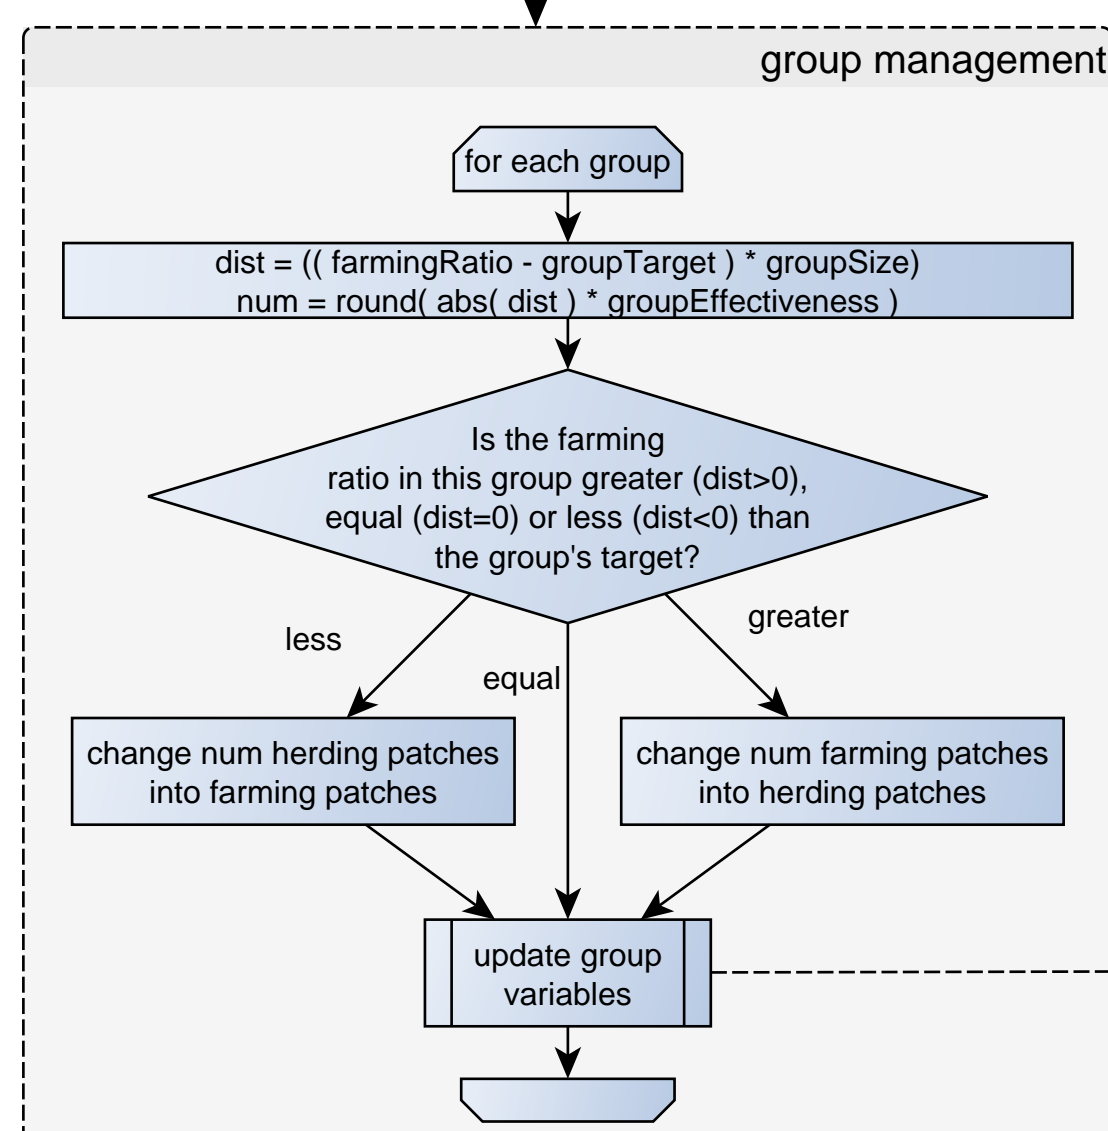 group management
for each group
dist = (( farmingRatio - groupTarget ) * groupSize)
num = round( abs( dist ) * groupEffectiveness )
Is the farming
ratio in this group greater (dist>0),
equal (dist=0) or less (dist<0) than
the group's target?
less
equal
greater
change num herding patches
into farming patches
change num farming patches
into herding patches
update group
variables